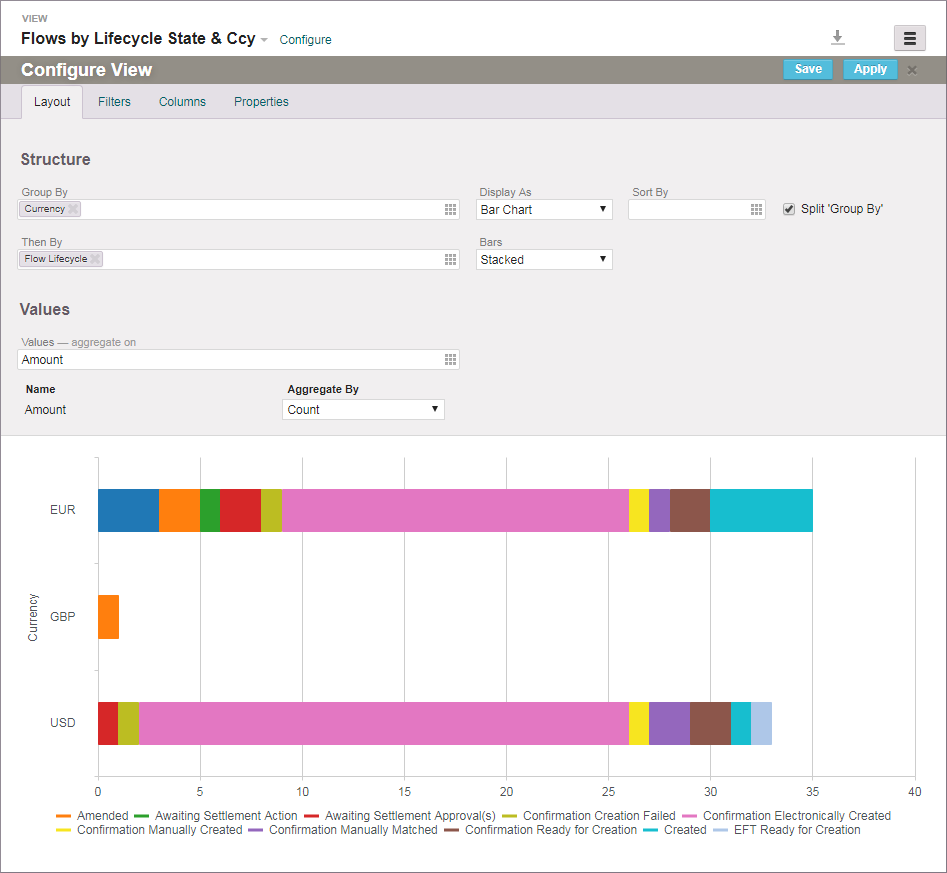 VIEW
Flows by Lifecycle State & Ccy Configure
Configure View Save Apply ×
Layout Filters Columns Properties
Structure
Group By Display As Sort By
Currency Bar Chart Split 'Group By'
Then By Bars
Flow Lifecycle Stacked
Values
Values — aggregate on
Amount
Name Aggregate By
Amount Count
EUR
Currency
GBP
USD
0 5 10 15 20 25 30 35 40
Amended Awaiting Settlement Action Awaiting Settlement Approval(s) Confirmation Creation Failed Confirmation Electronically Created
Confirmation Manually Created Confirmation Manually Matched Confirmation Ready for Creation Created EFT Ready for Creation